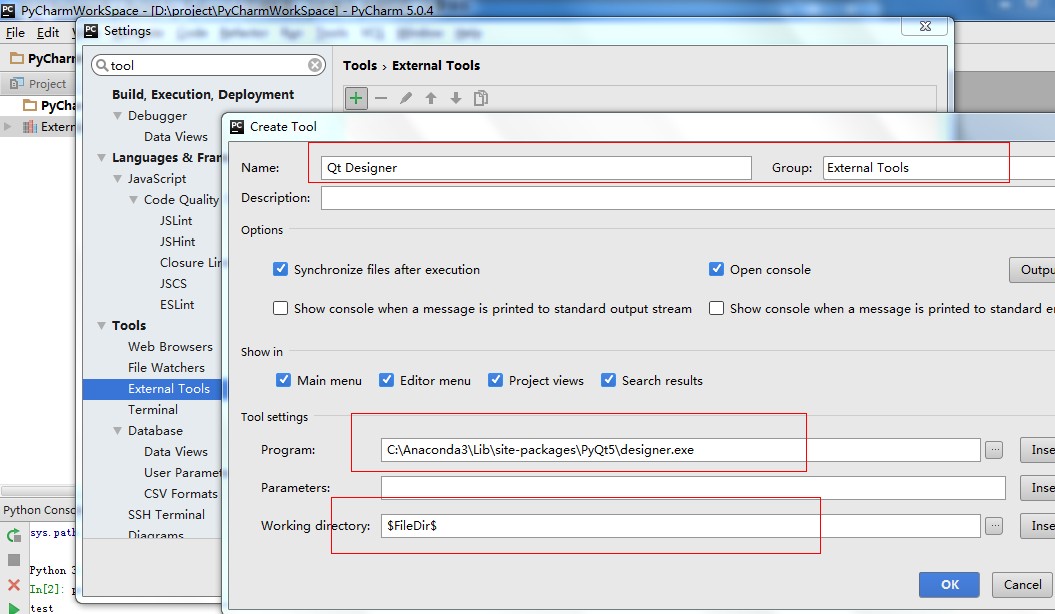 PyCharmWorkSpace - [D:\project\PyCharmWorkSpace] - PyCharm 5.0.4
File Edit
Settings
PyCharm
Project
PyCha
Extern
tool
Build, Execution, Deployment
Debugger
Data Views
Languages & Fran
JavaScript
Code Quality
JSLint
JSHint
Closure Lin
JSCS
ESLint
Tools
Web Browsers
File Watchers
External Tools
Terminal
Database
Data Views
User Paramet
CSV Formats
SSH Terminal
Diagrams
Tools › External Tools
Create Tool
Name: Qt Designer Group: External Tools
Description:
Options
Synchronize files after execution Open console Outpu
Show console when a message is printed to standard output stream Show console when a message is printed to standard er
Show in
Main menu Editor menu Project views Search results
Tool settings
Program: C:\Anaconda3\Lib\site-packages\PyQt5\designer.exe ... Inse
Parameters: Inse
Working directory: $FileDir$ ... Inse
OK Cancel
Python Conso
sys.path
Python 3
In[2]: p
test